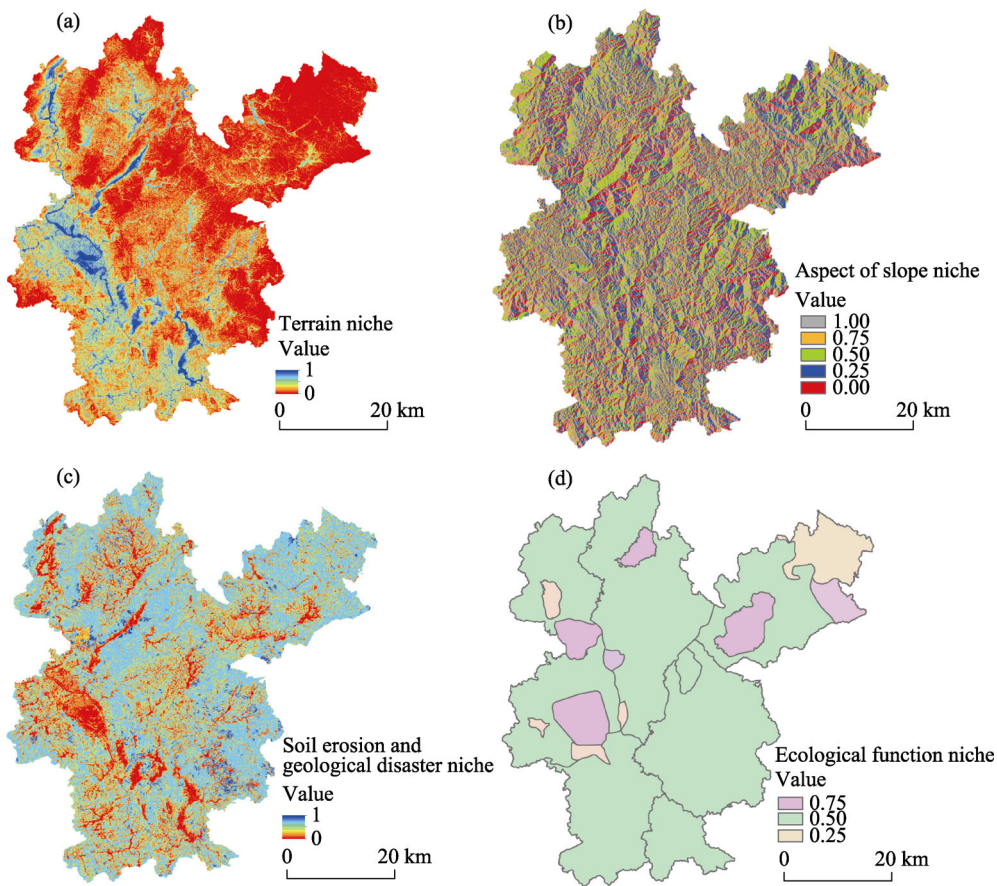 (a)
Terrain niche
Value
1
0
0 20 km
(b)
Aspect of slope niche
Value
1.00
0.75
0.50
0.25
0.00
0 20 km
(c)
Soil erosion and
geological disaster niche
Value
1
0
0 20 km
(d)
Ecological function niche
Value
0.75
0.50
0.25
0 20 km